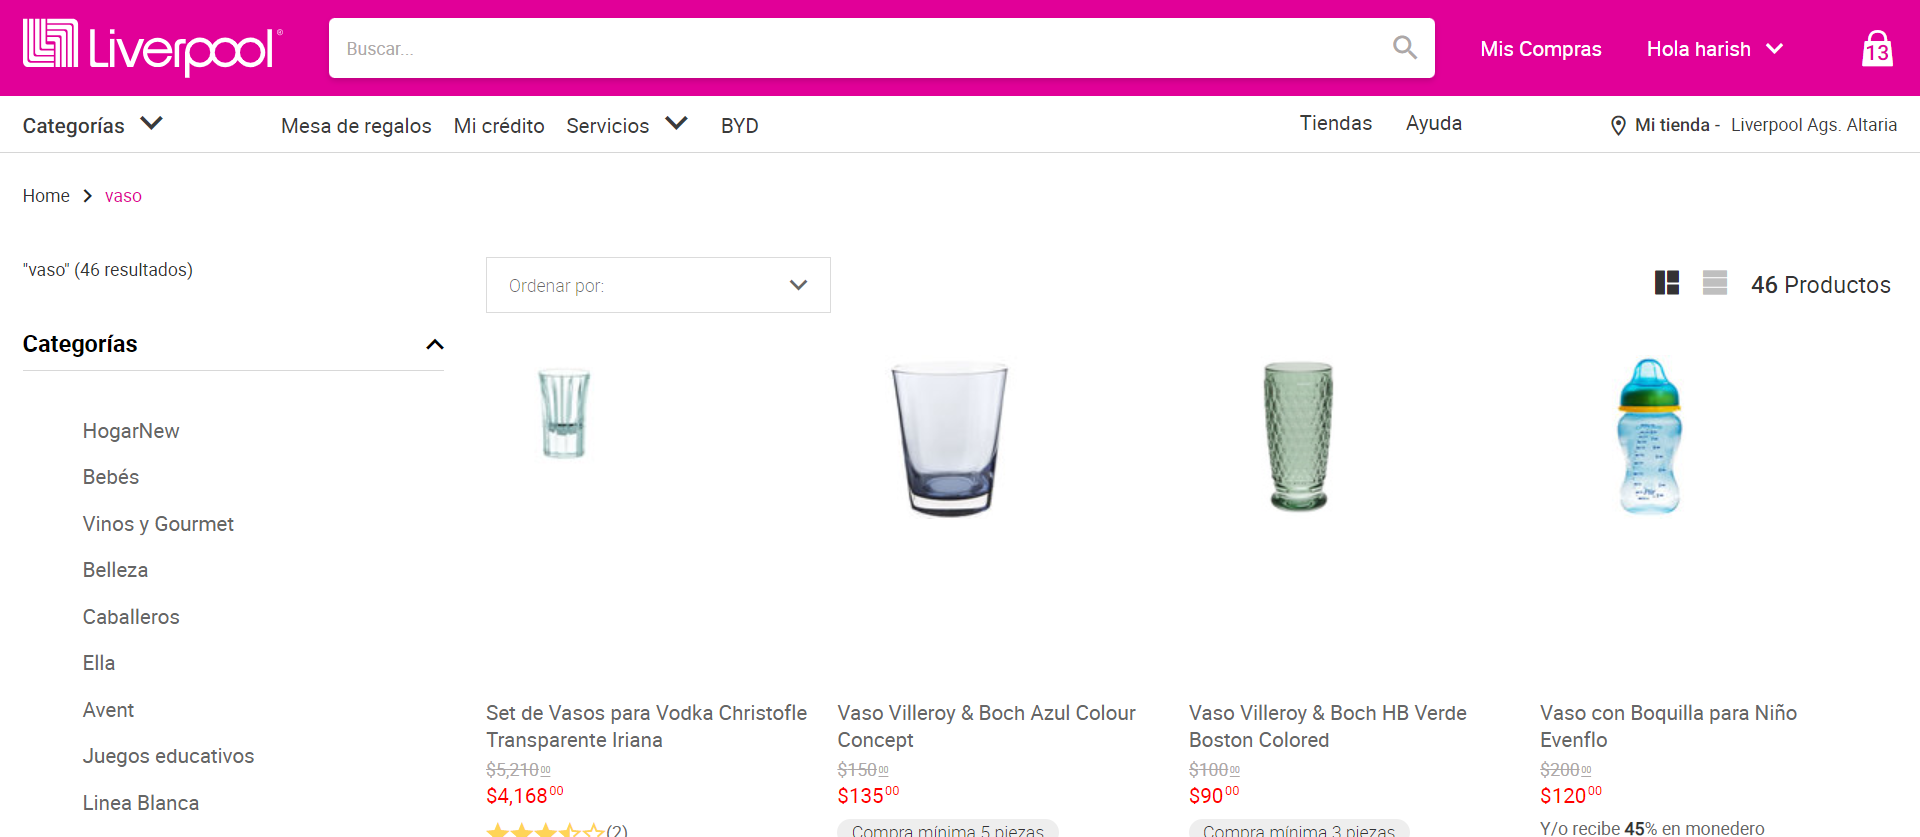 Liverpool®
Buscar...
Mis Compras
Hola harish
13
Categorías
Mesa de regalos
Mi crédito
Servicios
BYD
Tiendas
Ayuda
Mi tienda - Liverpool Ags. Altaria
Home > vaso
"vaso" (46 resultados)
Ordenar por:
46 Productos
Categorías
HogarNew
Bebés
Vinos y Gourmet
Belleza
Caballeros
Ella
Avent
Juegos educativos
Linea Blanca
Set de Vasos para Vodka Christofle
Transparente Iriana
$5,210.00
$4,168.00
(2)
Vaso Villeroy & Boch Azul Colour
Concept
$150.00
$135.00
Compra mínima 5 piezas
Vaso Villeroy & Boch HB Verde
Boston Colored
$100.00
$90.00
Compra mínima 3 piezas
Vaso con Boquilla para Niño
Evenflo
$200.00
$120.00
Y/o recibe 45% en monedero